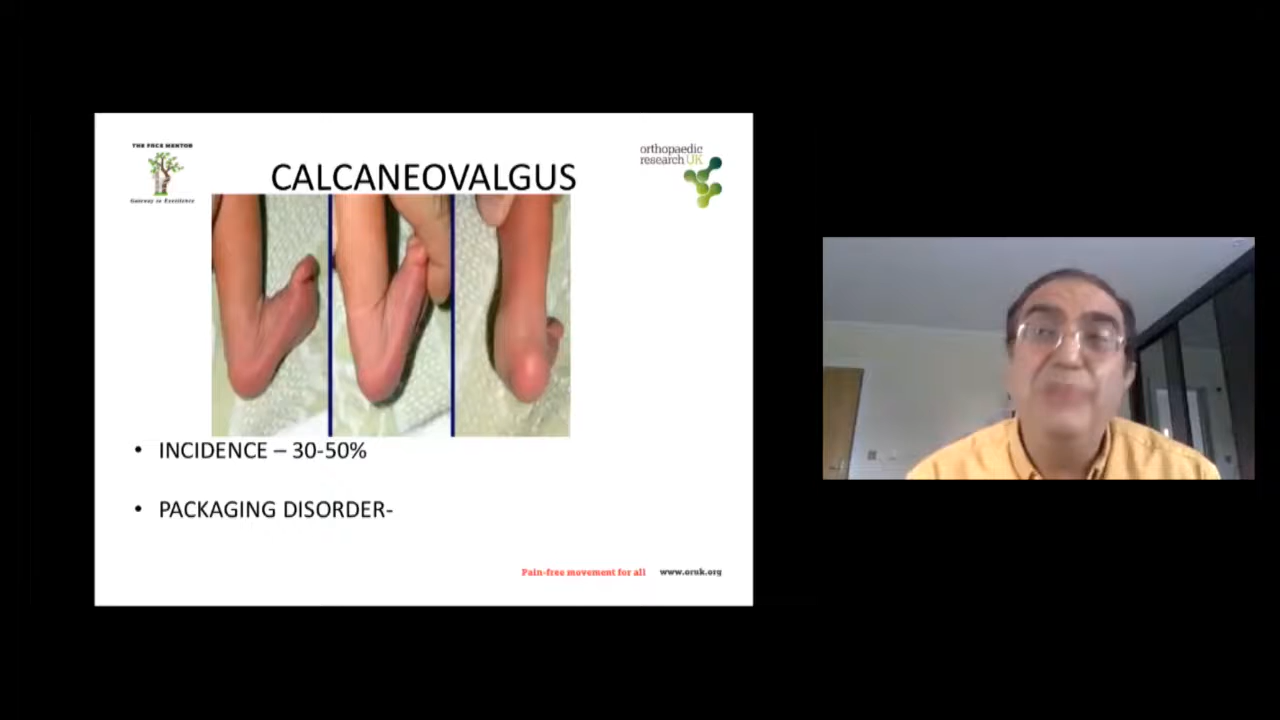 THE FRCS MENTOR
Gateway to Excellence
orthopaedic
research UK
CALCANEOVALGUS
• INCIDENCE – 30-50%
• PACKAGING DISORDER-
Pain-free movement for all www.oruk.org